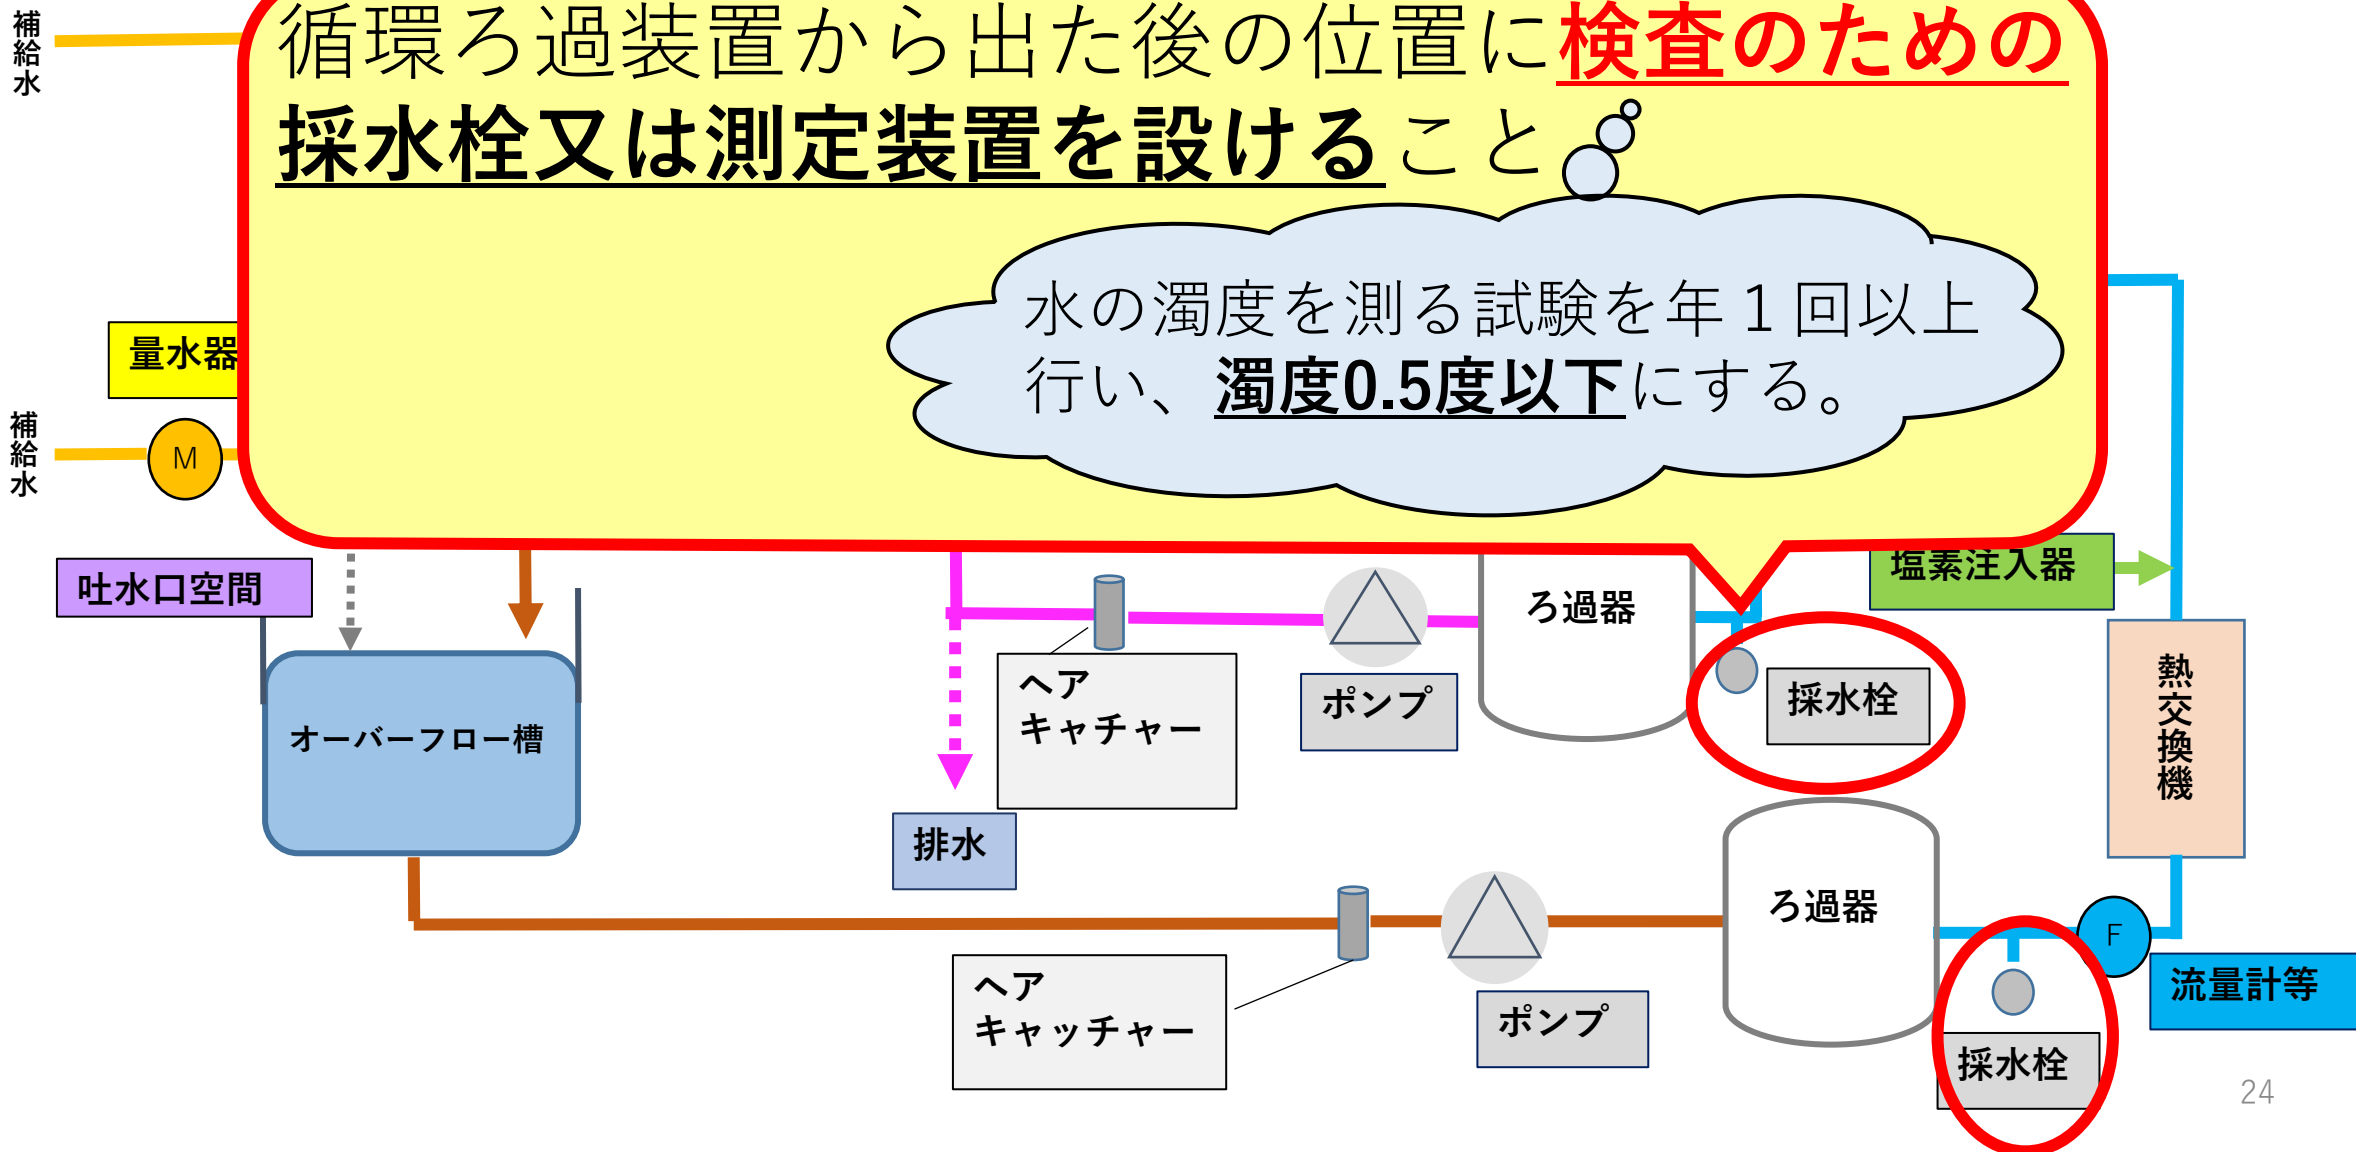 補給水
循環ろ過装置から出た後の位置に検査のための
採水栓又は測定装置を設けること
水の濁度を測る試験を年１回以上
行い、濁度0.5度以下にする。
量水器
補給水
M
吐水口空間
塩素注入器
ろ過器
ヘア
キャチャー
ポンプ
採水栓
熱交換機
オーバーフロー槽
排水
ろ過器
F
ヘア
キャッチャー
ポンプ
流量計等
採水栓
24